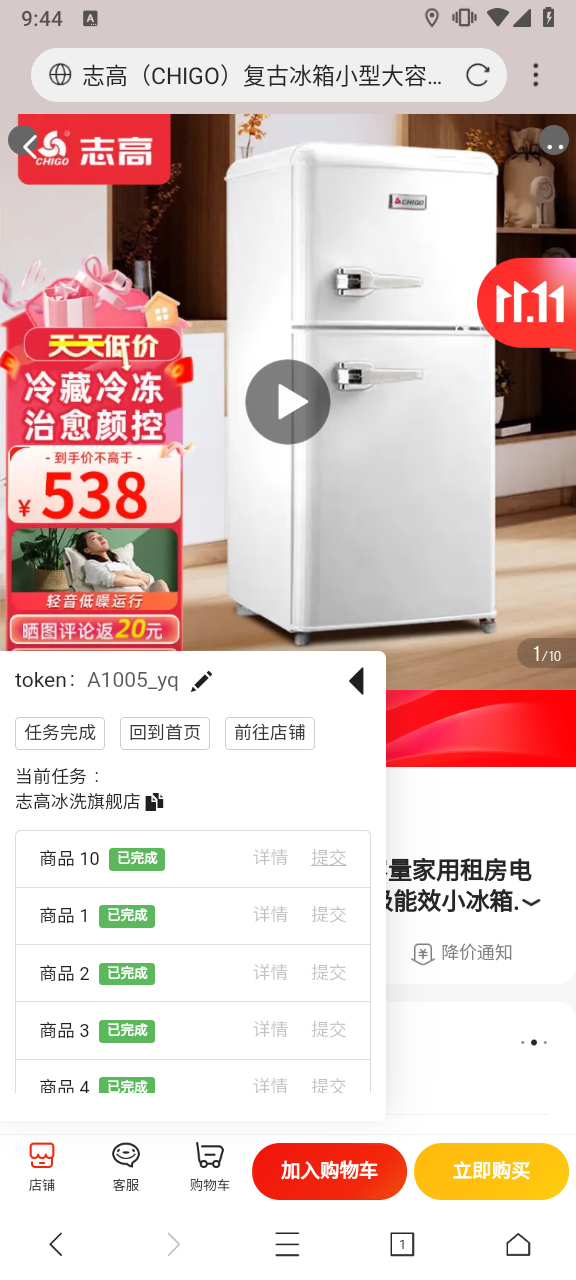 9:44
A
志高（CHIGO）复古冰箱小型大容...
CHIGO 志高
CHIGO
11.11
天天低价
冷藏冷冻
治愈颜控
- 到手价不高于 -
¥ 538
轻音低噪运行
晒图评论返20元
1/10
token： A1005_yq
任务完成 回到首页 前往店铺
当前任务：
志高冰洗旗舰店
商品 10 已完成 详情 提交
量家用租房电
商品 1 已完成 详情 提交
级能效小冰箱.
降价通知
商品 2 已完成 详情 提交
商品 3 已完成 详情 提交
商品 4 已完成 详情 提交
店铺 客服 购物车 加入购物车 立即购买
1